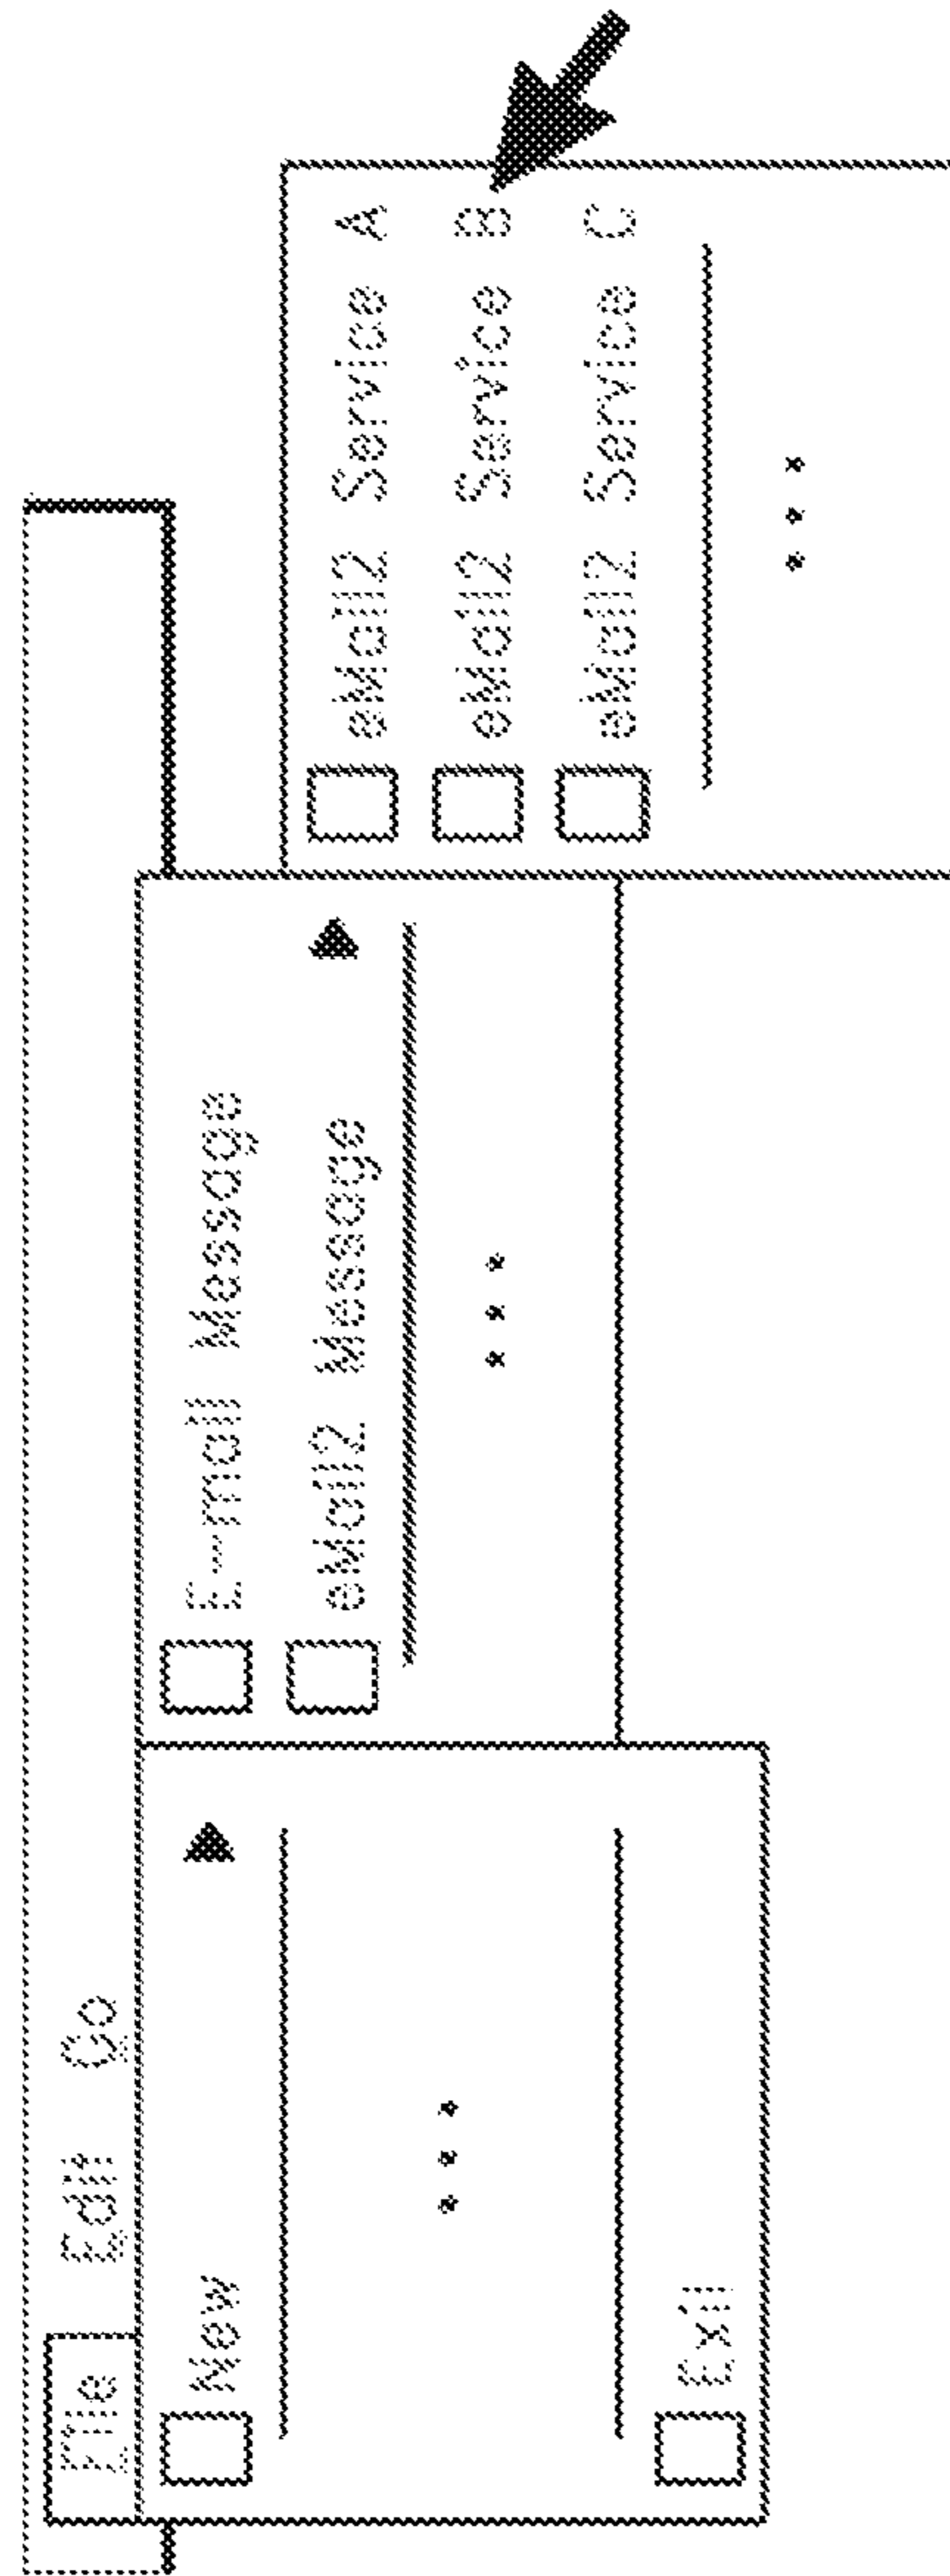 File Edit Go
New
Exit
E-mail Message
eMail2 Message
eMail2 Service A
eMail2 Service B
eMail2 Service C